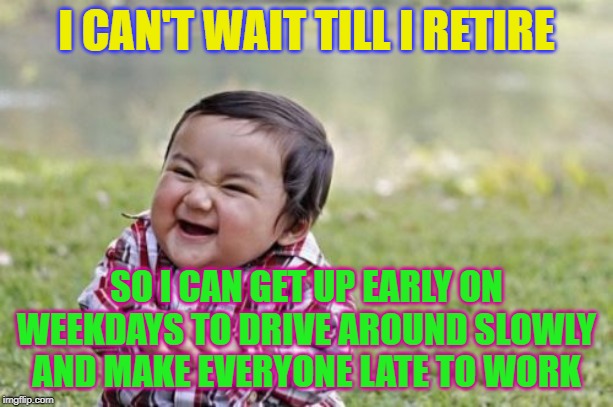 I CAN'T WAIT TILL I RETIRE
SO I CAN GET UP EARLY ON
WEEKDAYS TO DRIVE AROUND SLOWLY
AND MAKE EVERYONE LATE TO WORK
imgflip.com